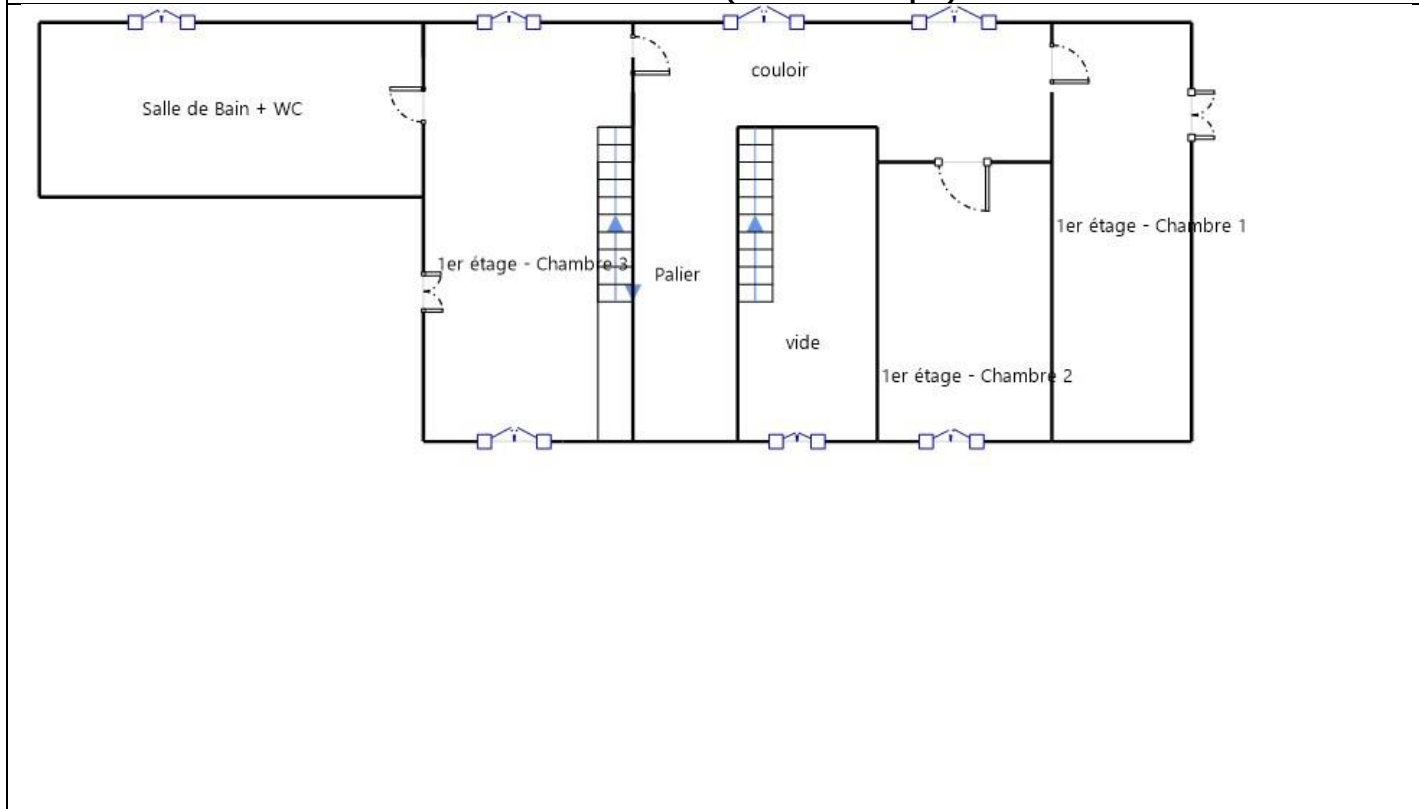 couloir
Salle de Bain + WC
1er étage - Chambre 1
1er étage - Chambre 3
Palier
vide
1er étage - Chambre 2